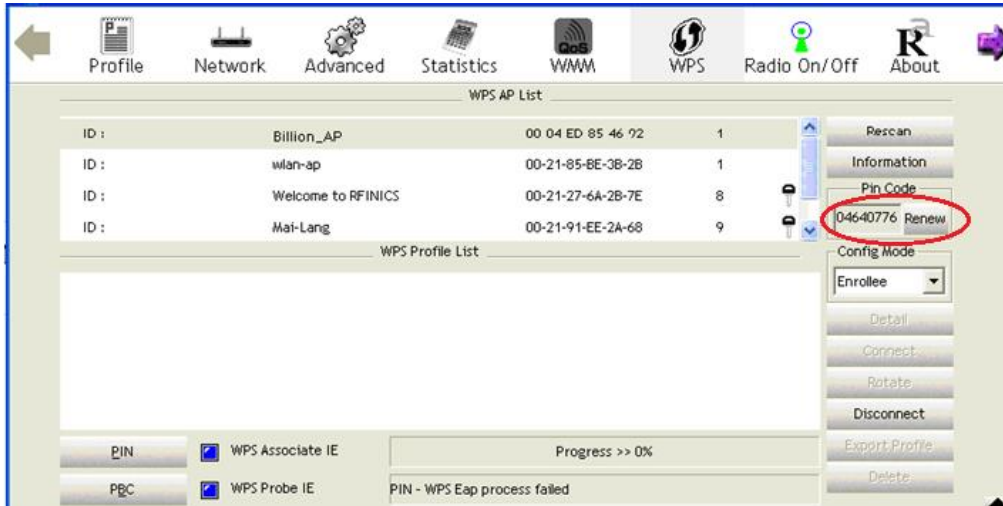 Profile Network Advanced Statistics QoS WMM WPS Radio On/Off About
WPS AP List
ID : Billion_AP 00 04 ED 85 46 92 1
ID : wlan-ap 00-21-85-BE-3B-2B 1
ID : Welcome to RFINICS 00-21-27-6A-2B-7E 8
ID : Mai-Lang 00-21-91-EE-2A-68 9
Rescan
Information
Pin Code
04640776 Renew
Config Mode
Enrollee
WPS Profile List
Detail
Connect
Rotate
Disconnect
Export Profile
Delete
PIN WPS Associate IE Progress >> 0%
PBC WPS Probe IE PIN - WPS Eap process failed